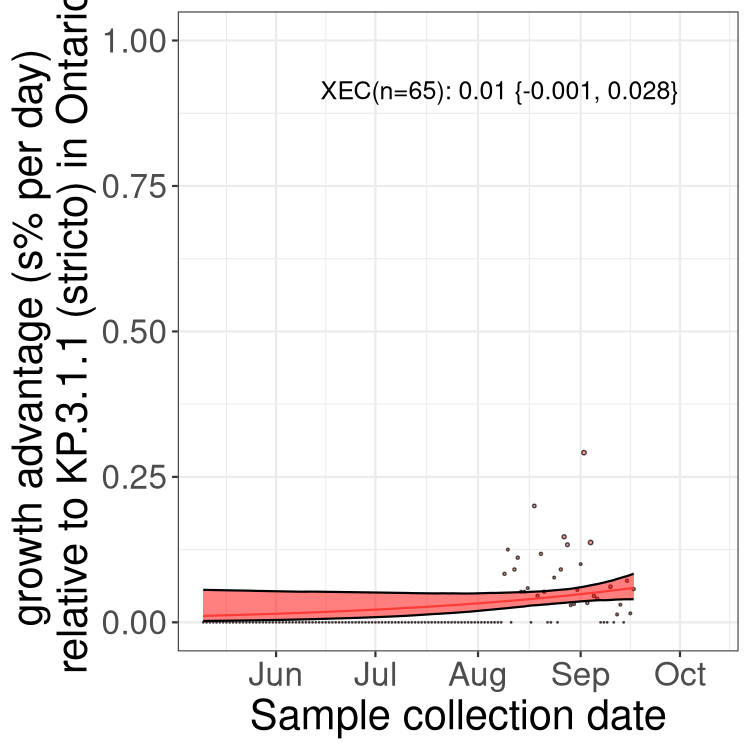 growth advantage (s% per day)
relative to KP.3.1.1 (stricto) in Ontario
1.00
0.75
0.50
0.25
0.00
XEC(n=65): 0.01 {-0.001, 0.028}
Jun Jul Aug Sep Oct
Sample collection date